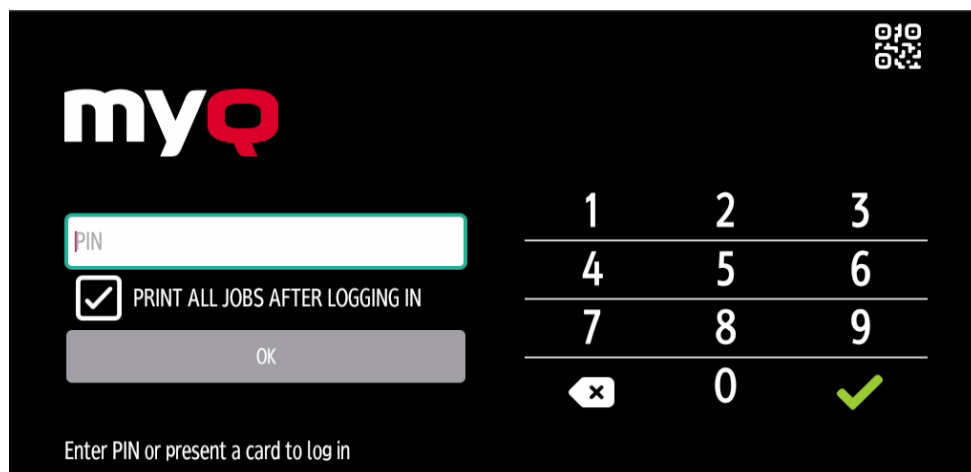 myQ
PIN
PRINT ALL JOBS AFTER LOGGING IN
OK
Enter PIN or present a card to log in
1 2 3
4 5 6
7 8 9
0